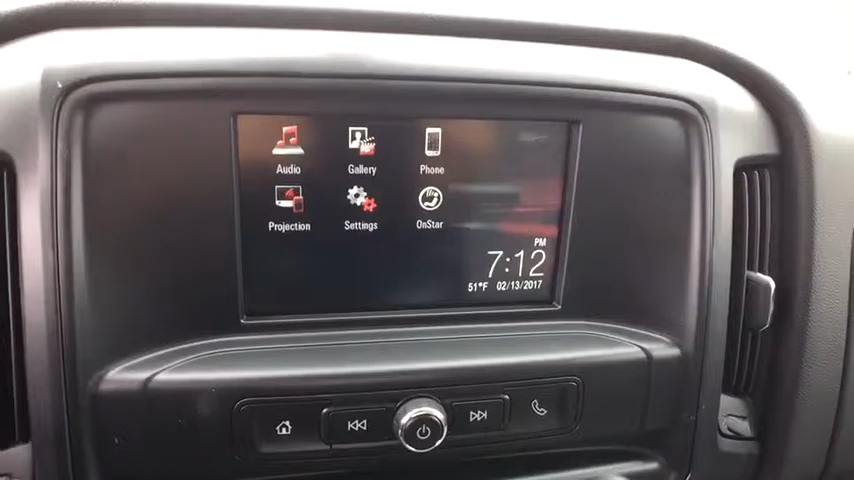 Audio
Gallery
Phone
Projection
Settings
OnStar
PM
7:12
51°F 02/13/2017